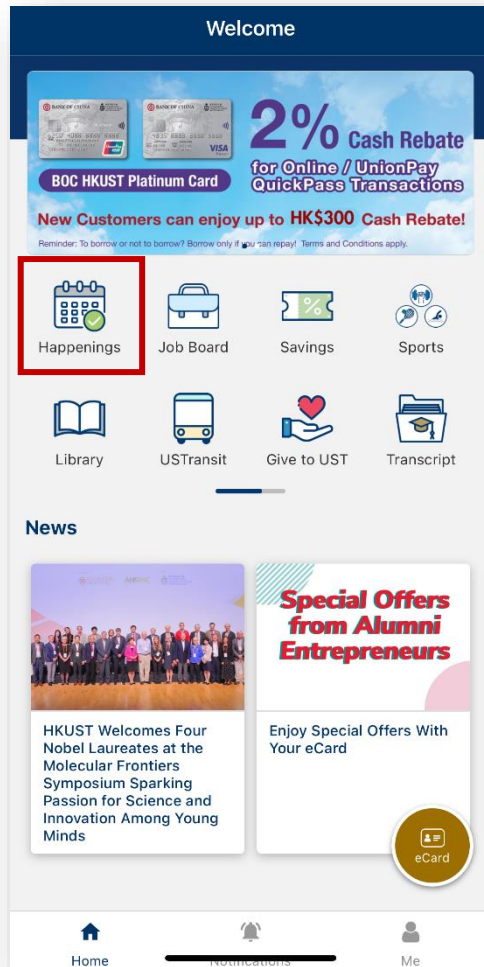 Welcome
BANK OF CHINA
BANK OF CHINA
VISA
BOC HKUST Platinum Card
2% Cash Rebate
for Online / UnionPay
QuickPass Transactions
New Customers can enjoy up to HK$300 Cash Rebate!
Reminder: To borrow or not to borrow? Borrow only if you can repay! Terms and Conditions apply.
Happenings
Job Board
Savings
Sports
Library
USTransit
Give to UST
Transcript
News
Special Offers
from Alumni
Entrepreneurs
HKUST Welcomes Four
Nobel Laureates at the
Molecular Frontiers
Symposium Sparking
Passion for Science and
Innovation Among Young
Minds
Enjoy Special Offers With
Your eCard
eCard
Home
Notifications
Me